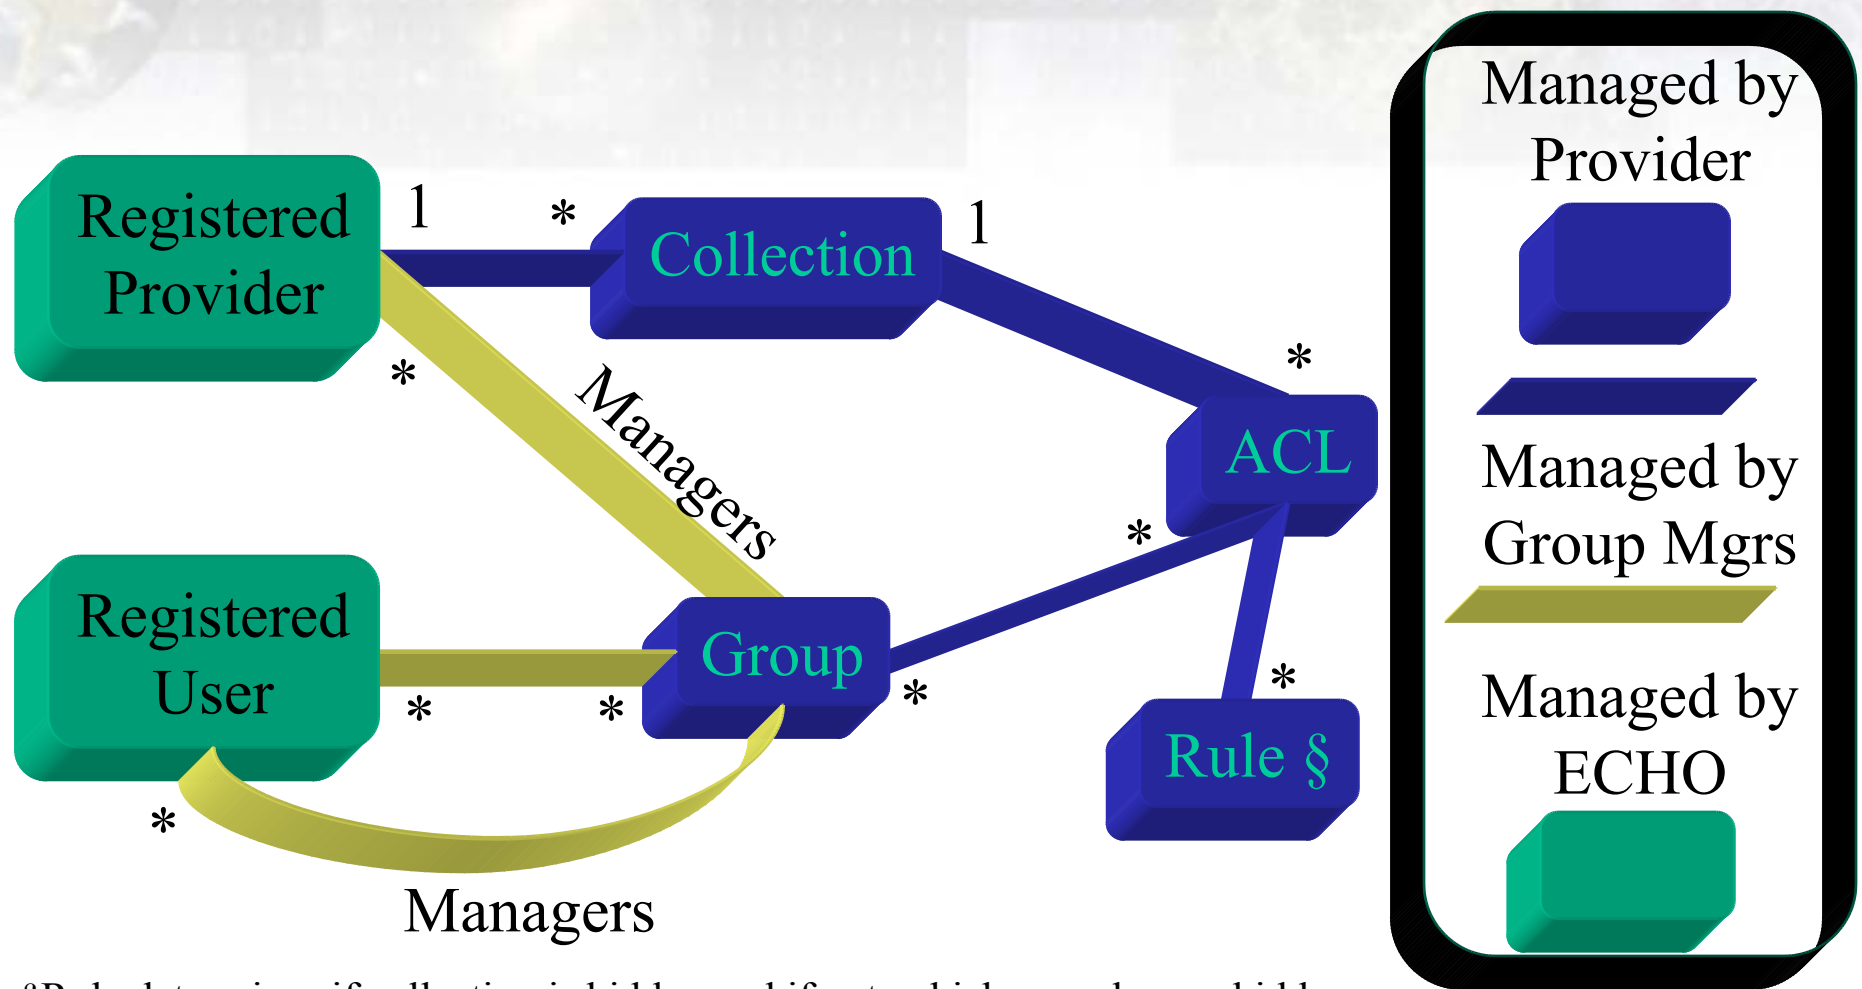 Registered
Provider
1
*
Collection
1
*
Managers
*
ACL
*
Registered
User
*
*
Group
*
*
Rule §
*
Managers
Managed by
Provider
Managed by
Group Mgrs
Managed by
ECHO